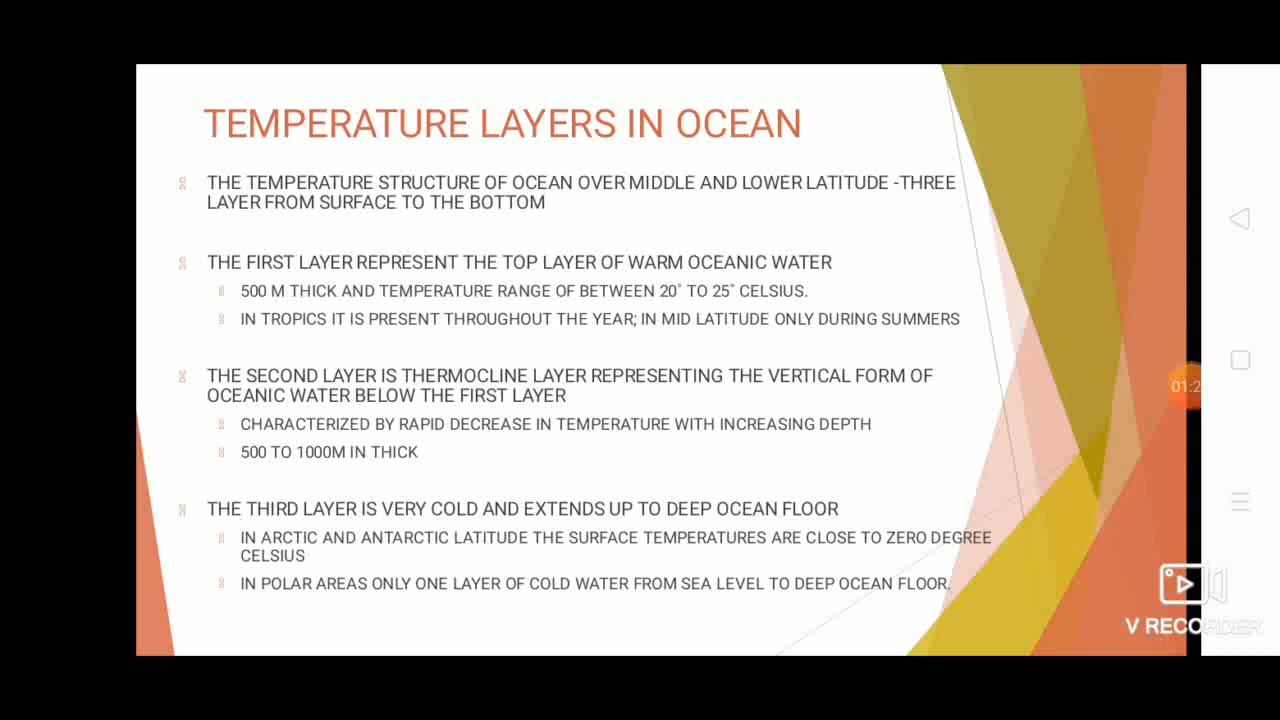 TEMPERATURE LAYERS IN OCEAN
THE TEMPERATURE STRUCTURE OF OCEAN OVER MIDDLE AND LOWER LATITUDE -THREE
LAYER FROM SURFACE TO THE BOTTOM
THE FIRST LAYER REPRESENT THE TOP LAYER OF WARM OCEANIC WATER
500 M THICK AND TEMPERATURE RANGE OF BETWEEN 20° TO 25° CELSIUS.
IN TROPICS IT IS PRESENT THROUGHOUT THE YEAR; IN MID LATITUDE ONLY DURING SUMMERS
THE SECOND LAYER IS THERMOCLINE LAYER REPRESENTING THE VERTICAL FORM OF
OCEANIC WATER BELOW THE FIRST LAYER
CHARACTERIZED BY RAPID DECREASE IN TEMPERATURE WITH INCREASING DEPTH
500 TO 1000M IN THICK
THE THIRD LAYER IS VERY COLD AND EXTENDS UP TO DEEP OCEAN FLOOR
IN ARCTIC AND ANTARCTIC LATITUDE THE SURFACE TEMPERATURES ARE CLOSE TO ZERO DEGREE
CELSIUS
IN POLAR AREAS ONLY ONE LAYER OF COLD WATER FROM SEA LEVEL TO DEEP OCEAN FLOOR.
V RECORDER